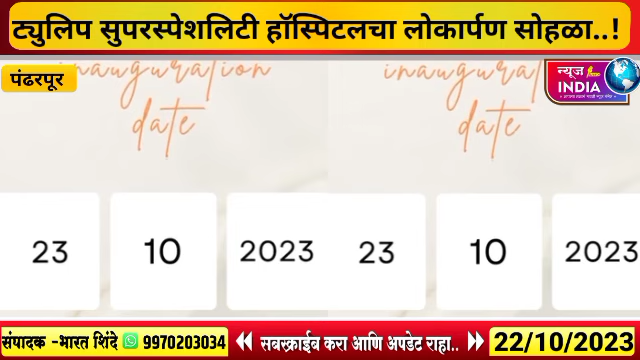 ट्युलिप सुपरस्पेशलिटी हॉस्पिटलचा लोकार्पण सोहळा..!
पंढरपूर
inauguration
date
23 10 2023
date
23 10 2023
न्यूज
INDIA
संपादक -भारत शिंदे 9970203034 सबस्क्राईब करा आणि अपडेट राहा.. 22/10/2023